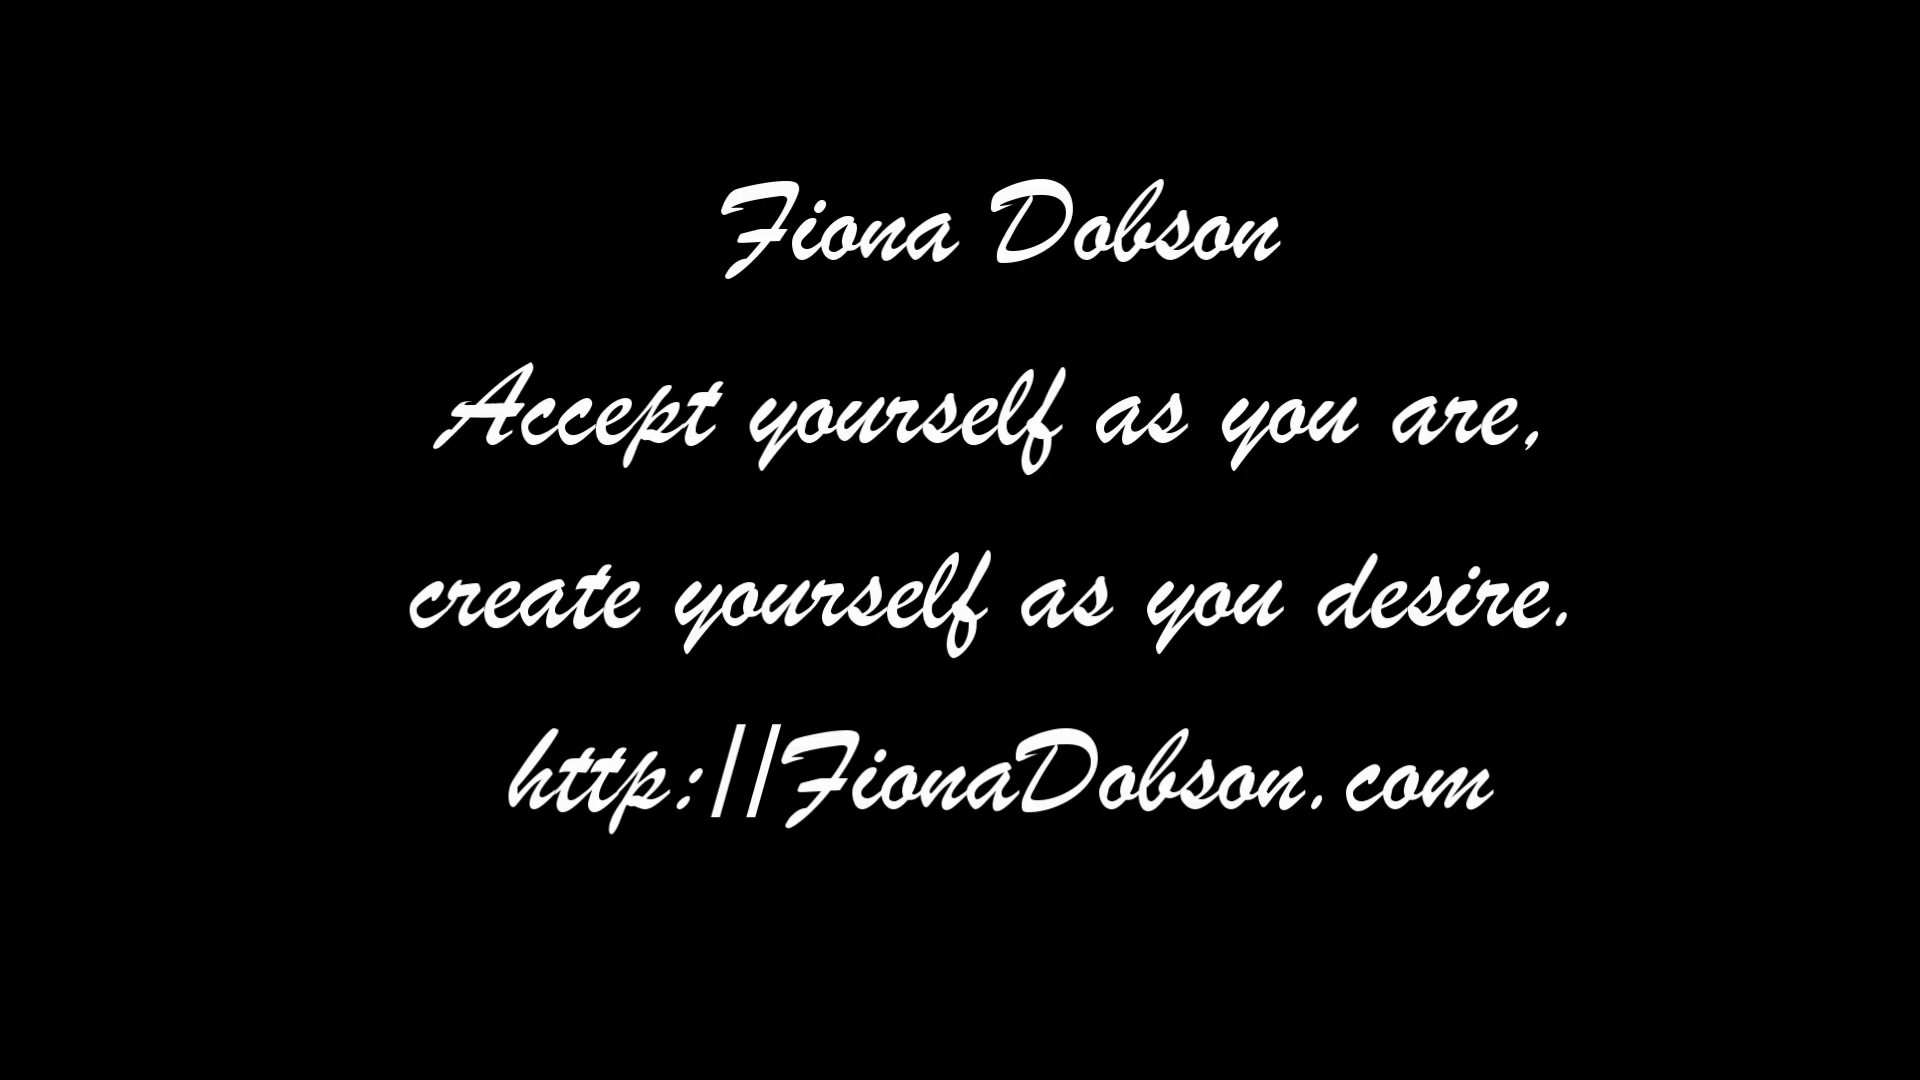 Fiona Dobson
Accept yourself as you are,
create yourself as you desire.
http://FionaDobson.com